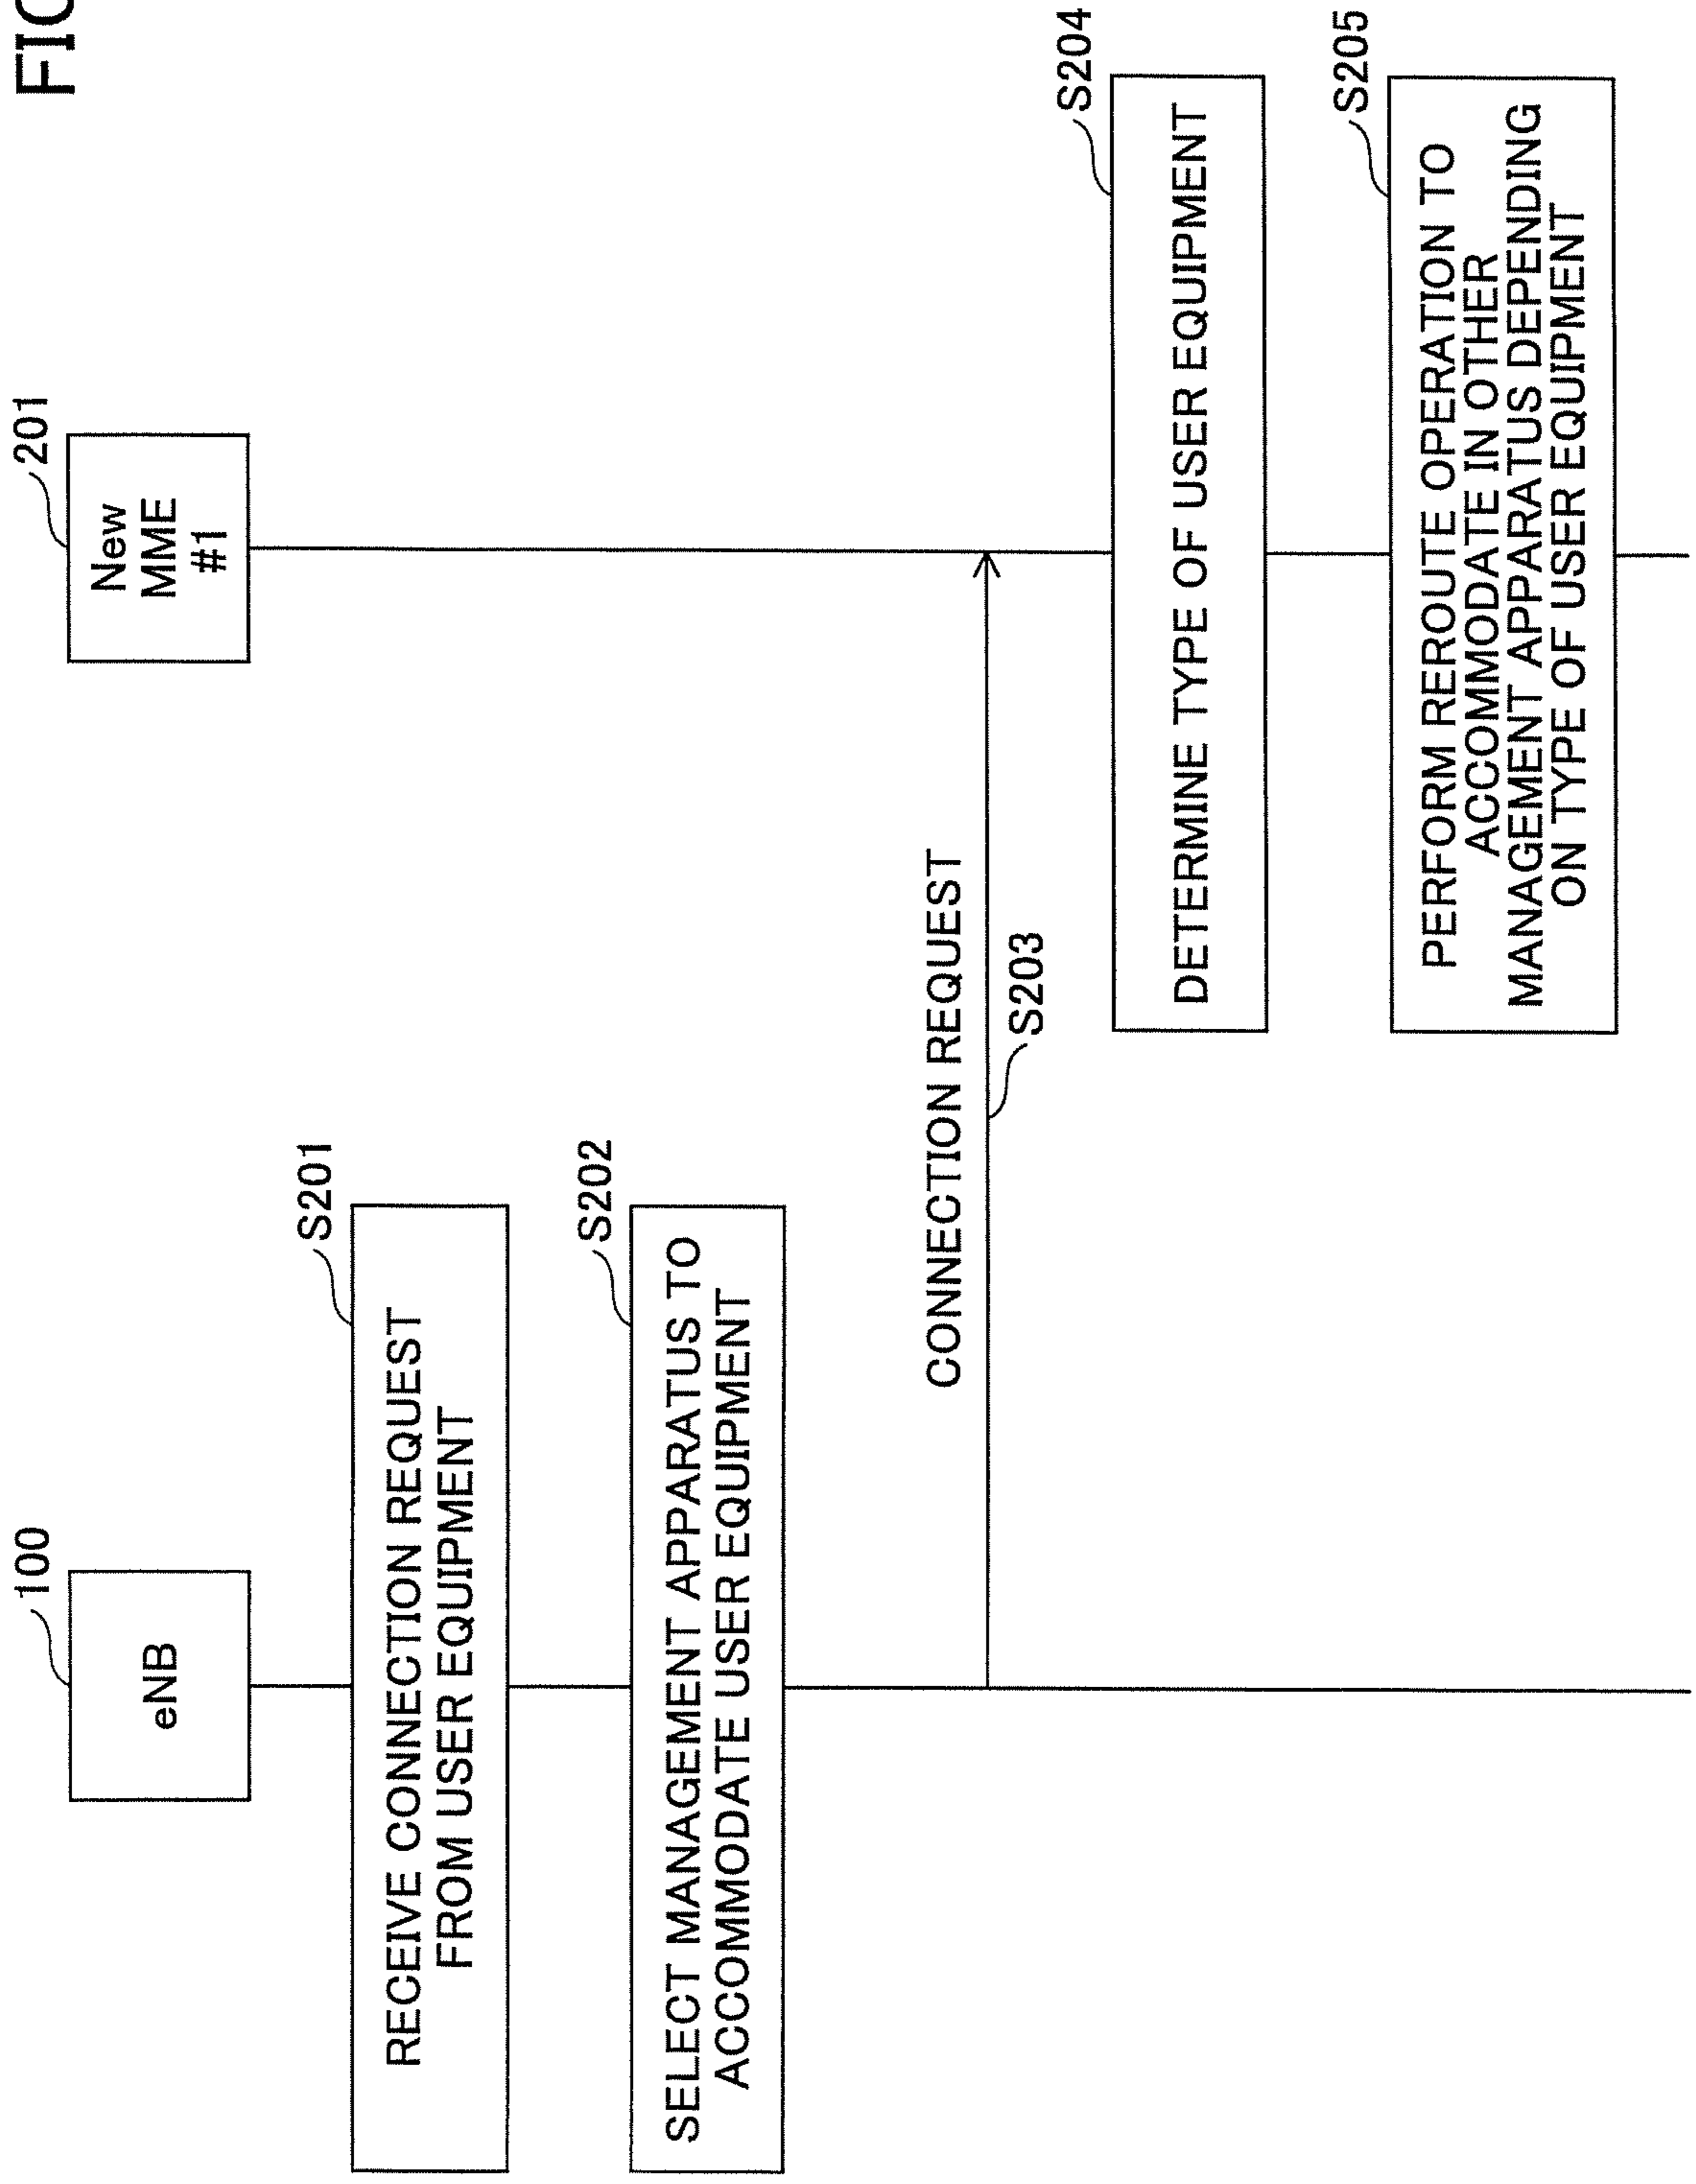 FIG
100
eNB
201
New
MME
#1
S201
RECEIVE CONNECTION REQUEST
FROM USER EQUIPMENT
S202
SELECT MANAGEMENT APPARATUS TO
ACCOMMODATE USER EQUIPMENT
CONNECTION REQUEST
S203
S204
DETERMINE TYPE OF USER EQUIPMENT
S205
PERFORM REROUTE OPERATION TO
ACCOMMODATE IN OTHER
MANAGEMENT APPARATUS DEPENDING
ON TYPE OF USER EQUIPMENT